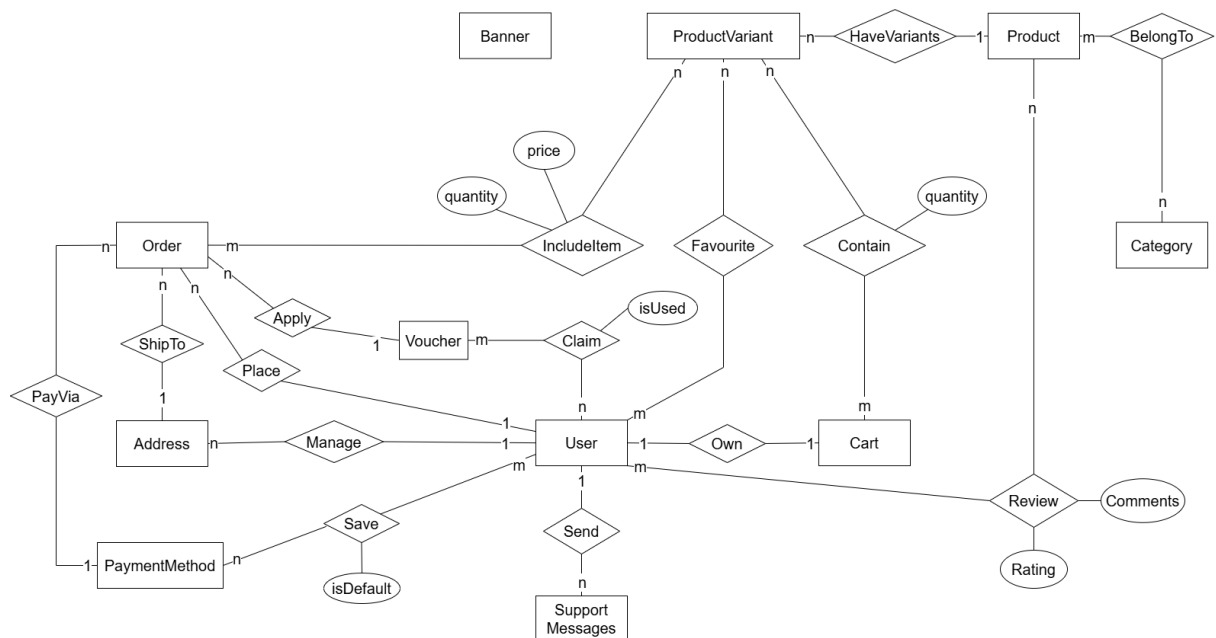 Banner
ProductVariant
n
HaveVariants
1
Product
m
BelongTo
n
n
n
n
m
price
quantity
quantity
n
n
Order
m
IncludeItem
Favourite
Contain
Category
n
n
n
isUsed
Apply
ShipTo
1
Voucher
m
Claim
Place
PayVia
1
n
m
m
1
Address
n
Manage
1
User
1
Own
1
Cart
m
m
1
Review
Comments
Save
Send
1
PaymentMethod
n
Rating
isDefault
n
Support
Messages